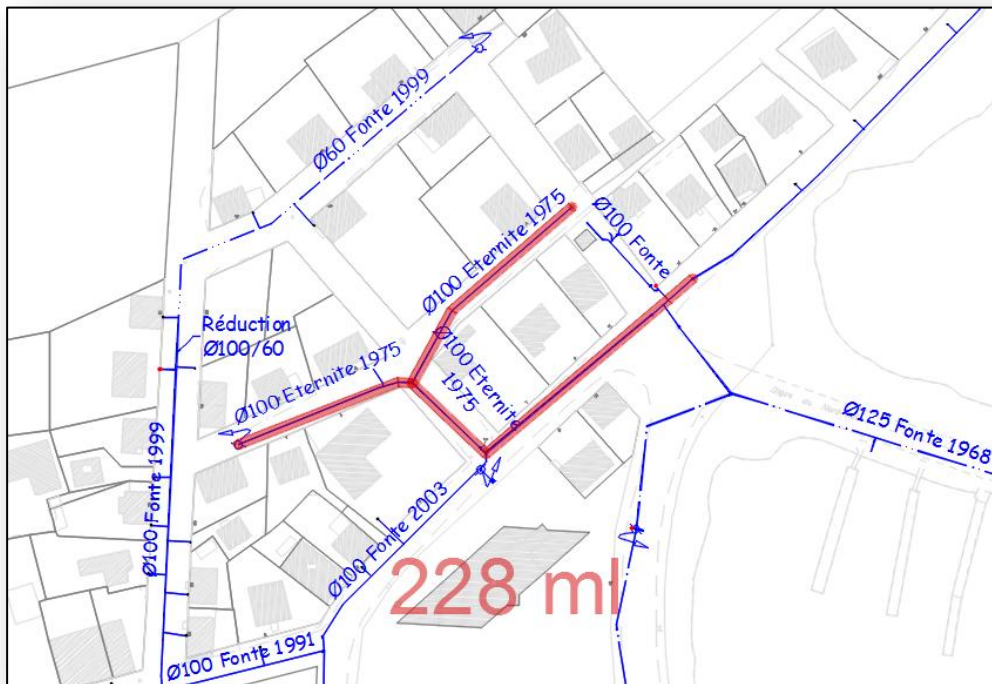 Ø60 Fonte 1999
Ø100 Eternite 1975
Ø100 Fonte
Réduction
Ø100/60
Ø100 Eternite
1975
Ø100 Eternite 1975
Ø125 Fonte 1968
Ø100 Fonte 1999
Ø100 Fonte 2003
228 ml
Ø100 Fonte 1991